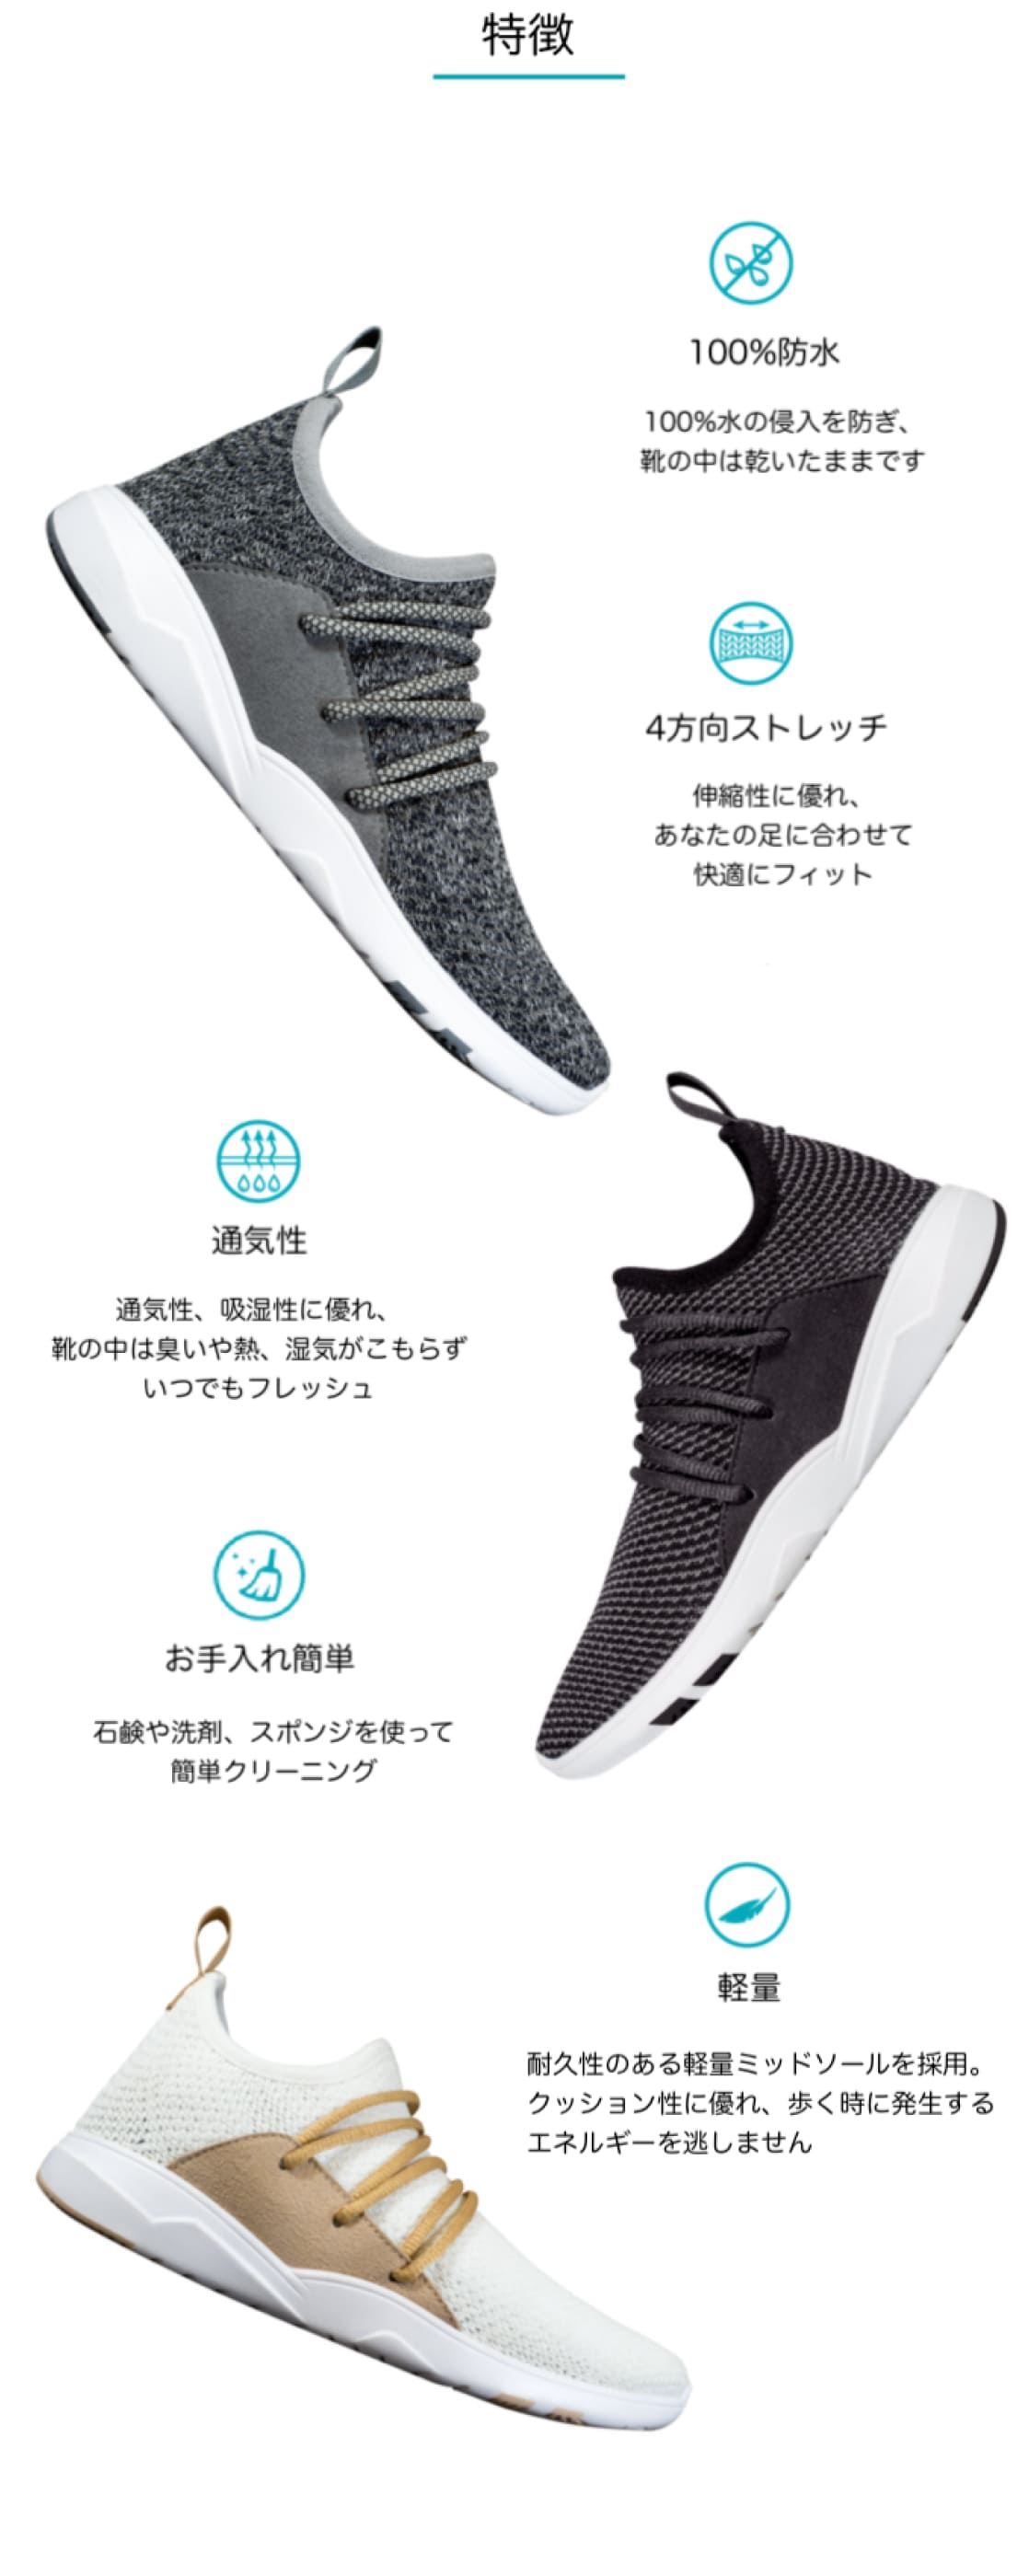 特徴
100%防水
100%水の侵入を防ぎ、
靴の中は乾いたままです
4方向ストレッチ
伸縮性に優れ、
あなたの足に合わせて
快適にフィット
通気性
通気性、吸湿性に優れ、
靴の中は臭いや熱、湿気がこもらず
いつでもフレッシュ
お手入れ簡単
石鹸や洗剤、スポンジを使って
簡単クリーニング
軽量
耐久性のある軽量ミッドソールを採用。
クッション性に優れ、歩く時に発生する
エネルギーを逃しません